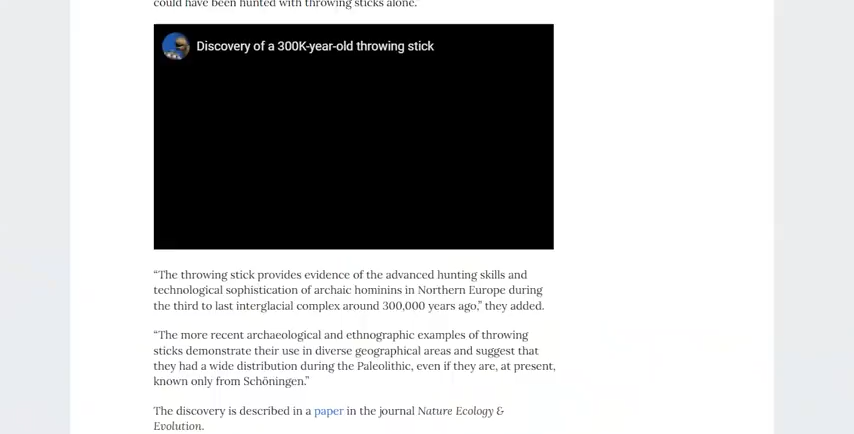 could have been hunted with throwing sticks alone.”
Discovery of a 300K-year-old throwing stick
“The throwing stick provides evidence of the advanced hunting skills and
technological sophistication of archaic hominins in Northern Europe during
the third to last interglacial complex around 300,000 years ago,” they added.
“The more recent archaeological and ethnographic examples of throwing
sticks demonstrate their use in diverse geographical areas and suggest that
they had a wide distribution during the Paleolithic, even if they are, at present,
known only from Schöningen.”
The discovery is described in a paper in the journal Nature Ecology &
Evolution.